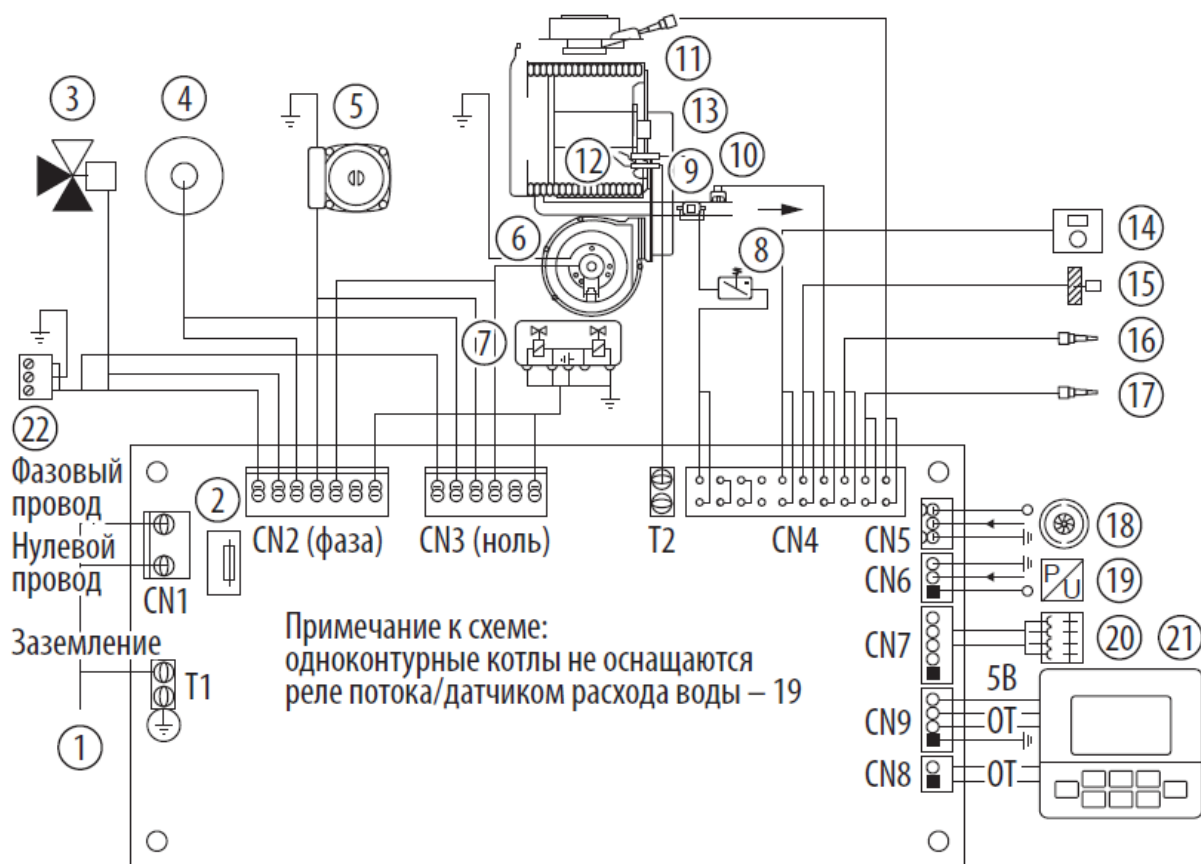 3
4
5
11
13
12
9
10
6
8
7
14
15
16
17
22
Фазовый
провод
2
Нулевой
провод
CN1
CN2 (фаза)
CN3 (ноль)
T2
CN4
CN5
18
CN6
P
U
19
CN7
20
21
Заземление
T1
1
Примечание к схеме:
одноконтурные котлы не оснащаются
реле потока/датчиком расхода воды – 19
5В
CN9
ОТ
CN8
ОТ